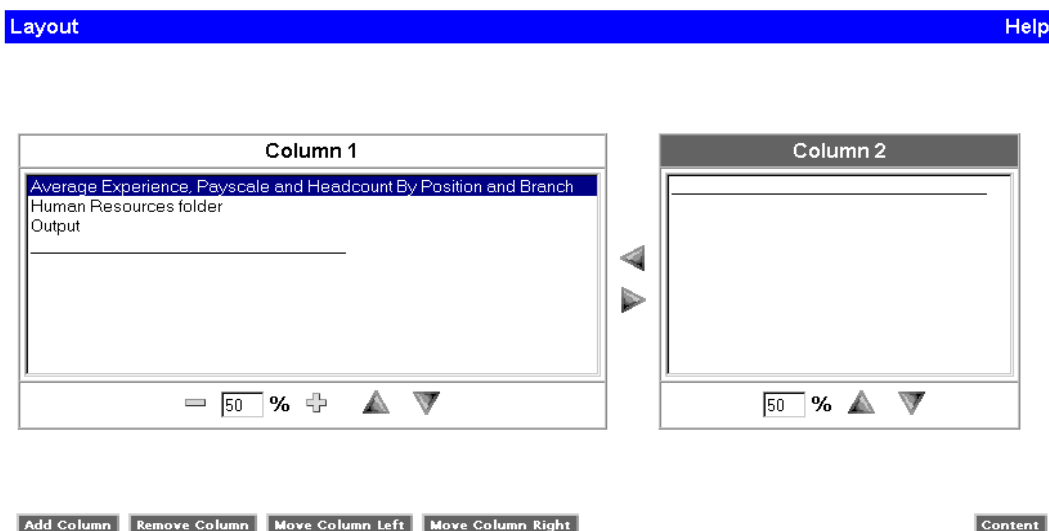 Layout Help
Column 1 Column 2
Average Experience, Payscale and Headcount By Position and Branch
Human Resources folder
Output
50 % 50 %
Add Column Remove Column Move Column Left Move Column Right Content